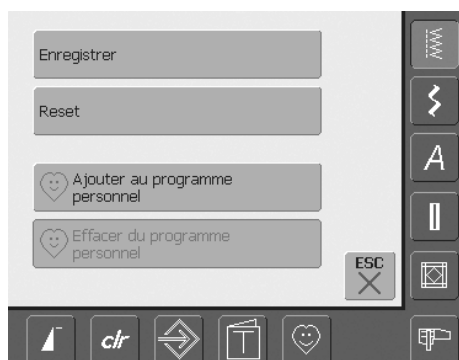 Enregistrer
Reset
Ajouter au programme
personnel
Effacer du programme
personnel
ESC
A
clr